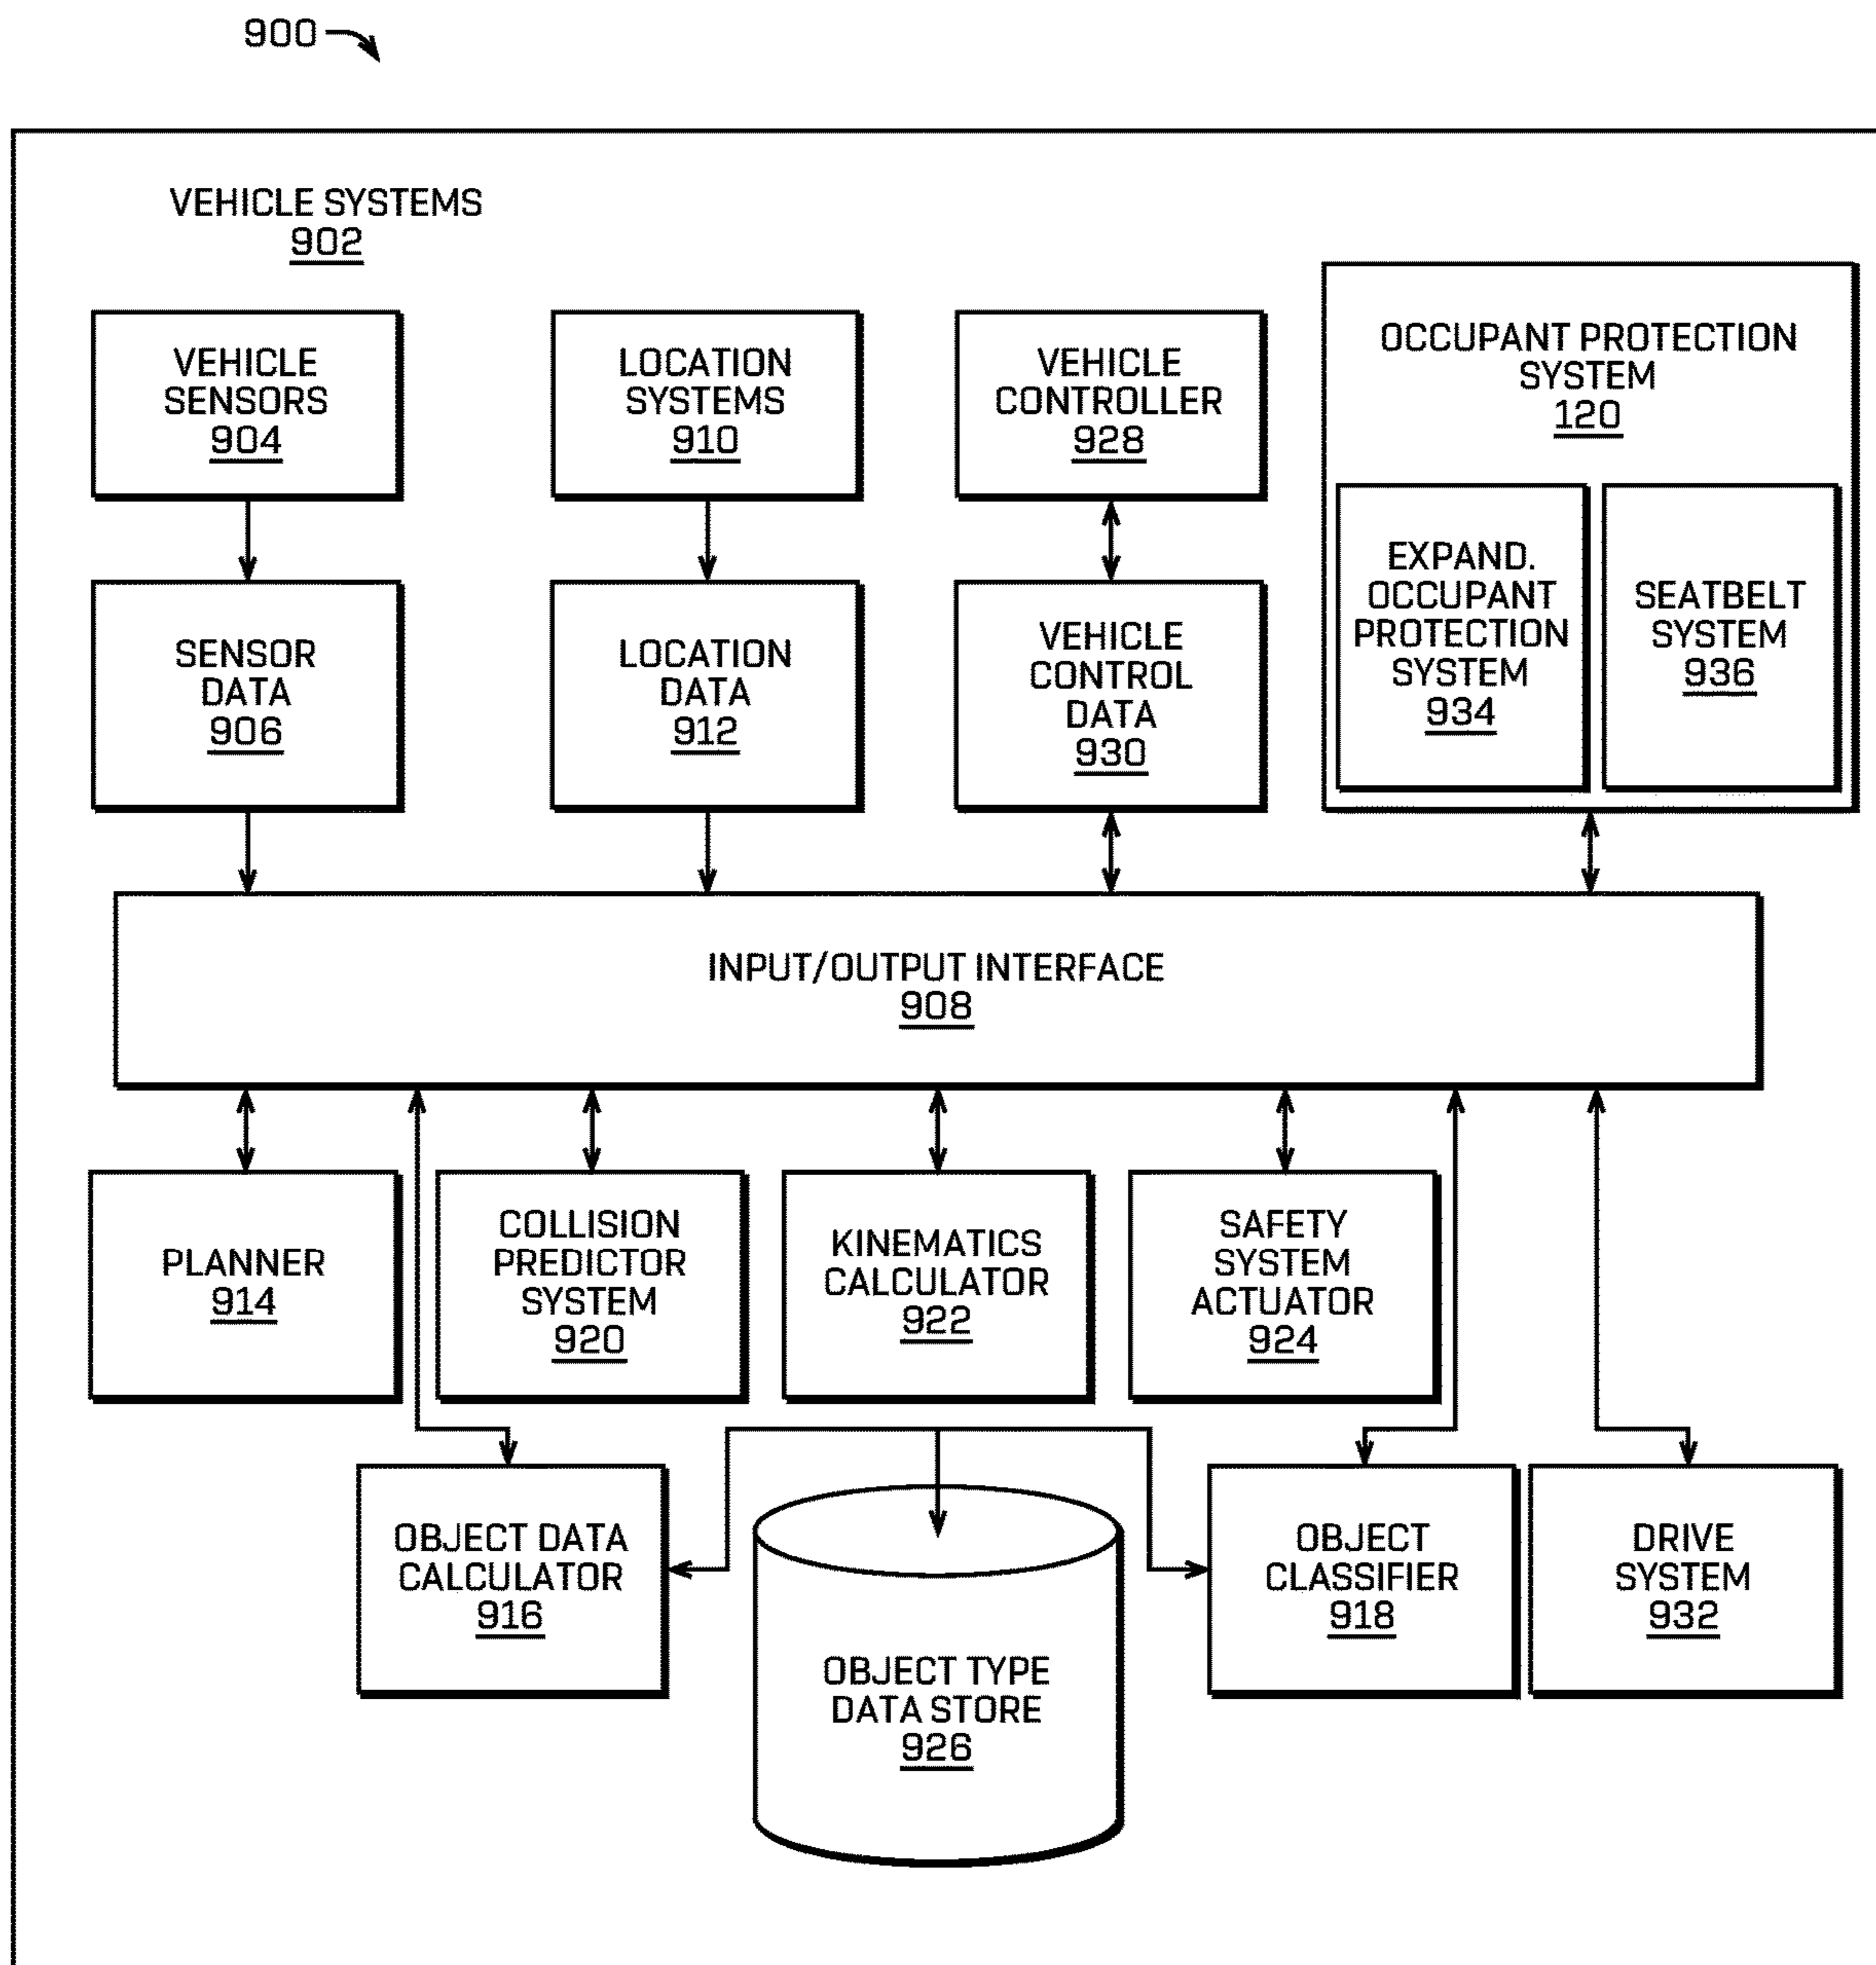 900
VEHICLE SYSTEMS
902
VEHICLE
SENSORS
904
LOCATION
SYSTEMS
910
VEHICLE
CONTROLLER
928
OCCUPANT PROTECTION
SYSTEM
120
EXPAND.
OCCUPANT
PROTECTION
SYSTEM
934
SEATBELT
SYSTEM
936
SENSOR
DATA
906
LOCATION
DATA
912
VEHICLE
CONTROL
DATA
930
INPUT/OUTPUT INTERFACE
908
PLANNER
914
COLLISION
PREDICTOR
SYSTEM
920
KINEMATICS
CALCULATOR
922
SAFETY
SYSTEM
ACTUATOR
924
OBJECT DATA
CALCULATOR
916
OBJECT TYPE
DATA STORE
926
OBJECT
CLASSIFIER
918
DRIVE
SYSTEM
932